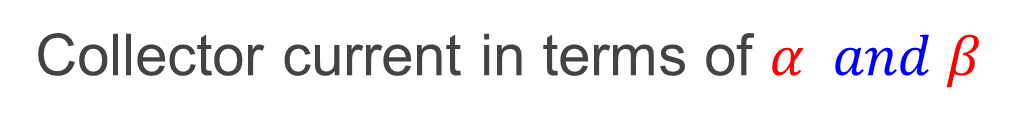 Collector current in terms of α and β